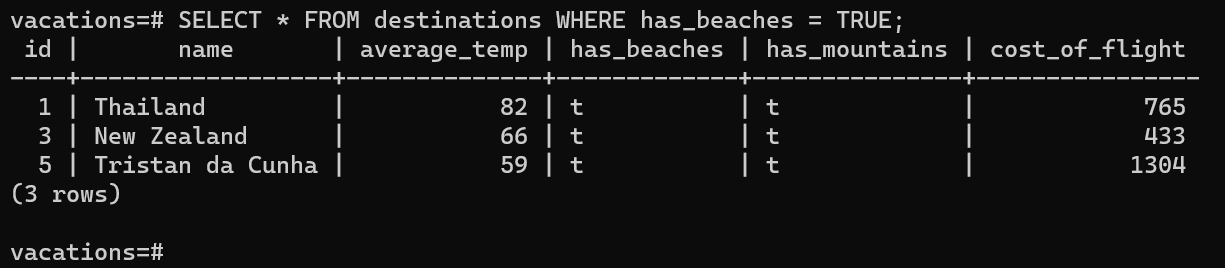 vacations=# SELECT * FROM destinations WHERE has_beaches = TRUE;
 id |       name       | average_temp | has_beaches | has_mountains | cost_of_flight
----+------------------+--------------+-------------+---------------+----------------
  1 | Thailand         |           82 | t           | t             |            765
  3 | New Zealand      |           66 | t           | t             |            433
  5 | Tristan da Cunha |           59 | t           | t             |           1304
(3 rows)
vacations=#